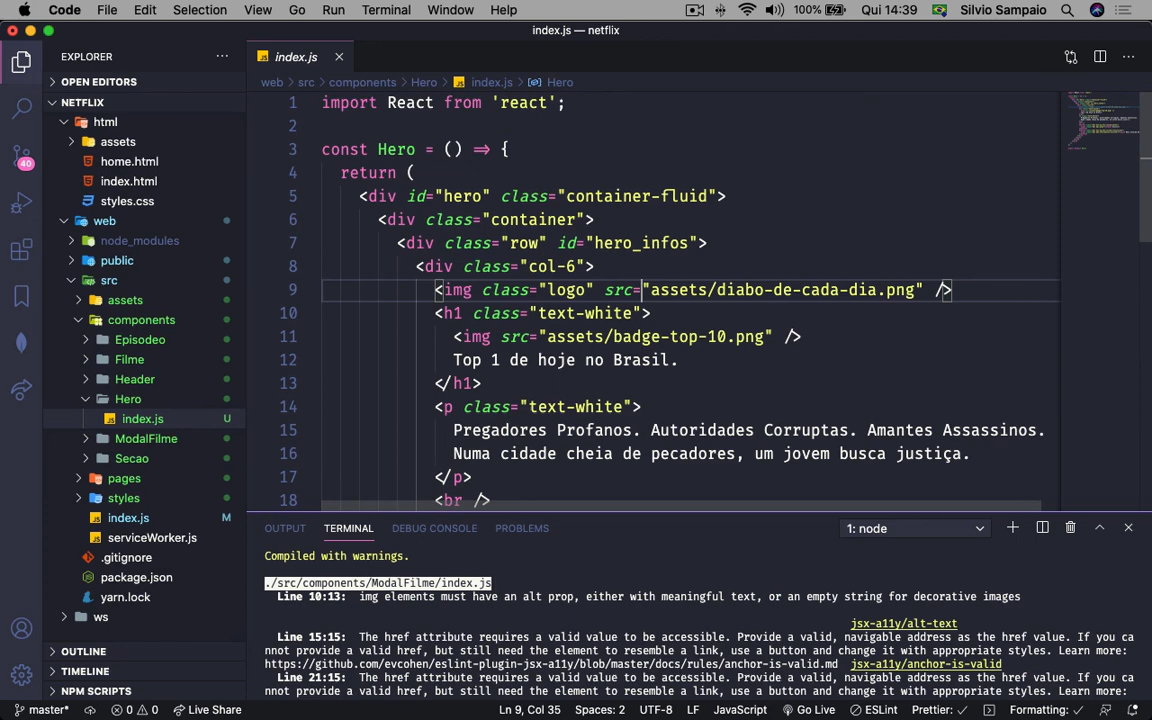 Code File Edit Selection View Go Run Terminal Window Help 100% Qui 14:39 Silvio Sampaio
index.js — netflix
EXPLORER
index.js
OPEN EDITORS
web › src › components › Hero › index.js › Hero
NETFLIX
html
assets
home.html
index.html
styles.css
40
web
node_modules
public
src
assets
components
Episodeo
Filme
Header
Hero
index.js U
ModalFilme
Secao
pages
styles
index.js M
serviceWorker.js
.gitignore
package.json
yarn.lock
ws
OUTLINE
TIMELINE
NPM SCRIPTS
1 import React from 'react';
2
3 const Hero = () => {
4 return (
5 <div id="hero" class="container-fluid">
6 <div class="container">
7 <div class="row" id="hero_infos">
8 <div class="col-6">
9 <img class="logo" src="assets/diabo-de-cada-dia.png" />
10 <h1 class="text-white">
11 <img src="assets/badge-top-10.png" />
12 Top 1 de hoje no Brasil.
13 </h1>
14 <p class="text-white">
15 Pregadores Profanos. Autoridades Corruptas. Amantes Assassinos.
16 Numa cidade cheia de pecadores, um jovem busca justiça.
17 </p>
18 <br />
OUTPUT TERMINAL DEBUG CONSOLE PROBLEMS 1: node
Compiled with warnings.
./src/components/ModalFilme/index.js
Line 10:13: img elements must have an alt prop, either with meaningful text, or an empty string for decorative images
jsx-a11y/alt-text
Line 15:15: The href attribute requires a valid value to be accessible. Provide a valid, navigable address as the href value. If you ca
nnot provide a valid href, but still need the element to resemble a link, use a button and change it with appropriate styles. Learn more:
https://github.com/evcohen/eslint-plugin-jsx-a11y/blob/master/docs/rules/anchor-is-valid.md jsx-a11y/anchor-is-valid
Line 21:15: The href attribute requires a valid value to be accessible. Provide a valid, navigable address as the href value. If you ca
nnot provide a valid href, but still need the element to resemble a link, use a button and change it with appropriate styles. Learn more:
master* 0 0 Live Share Ln 9, Col 35 Spaces: 2 UTF-8 LF JavaScript Go Live ESLint Prettier: ✓ Formatting: ✓